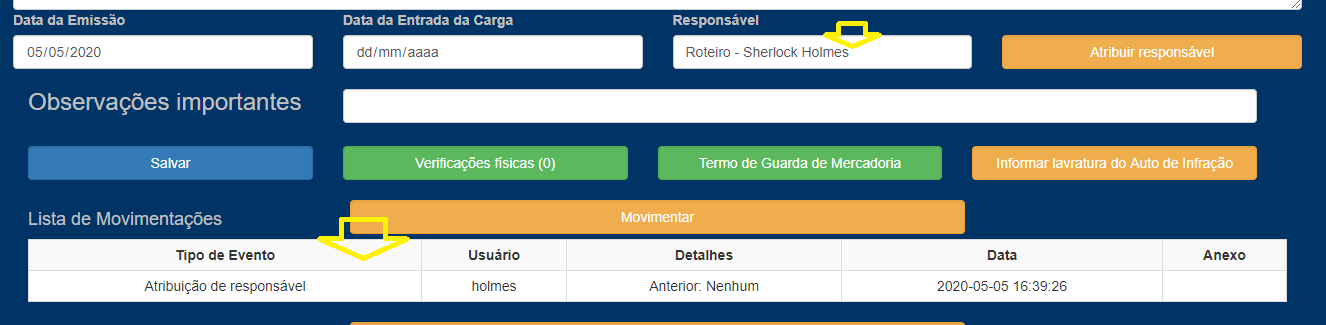 Data da Emissão Data da Entrada da Carga Responsável
05/05/2020 dd/mm/aaaa Roteiro - Sherlock Holmes Atribuir responsável
Observações importantes
Salvar Verificações físicas (0) Termo de Guarda de Mercadoria Informar lavratura do Auto de Infração
Lista de Movimentações Movimentar
Tipo de Evento Usuário Detalhes Data Anexo
Atribuição de responsável holmes Anterior: Nenhum 2020-05-05 16:39:26